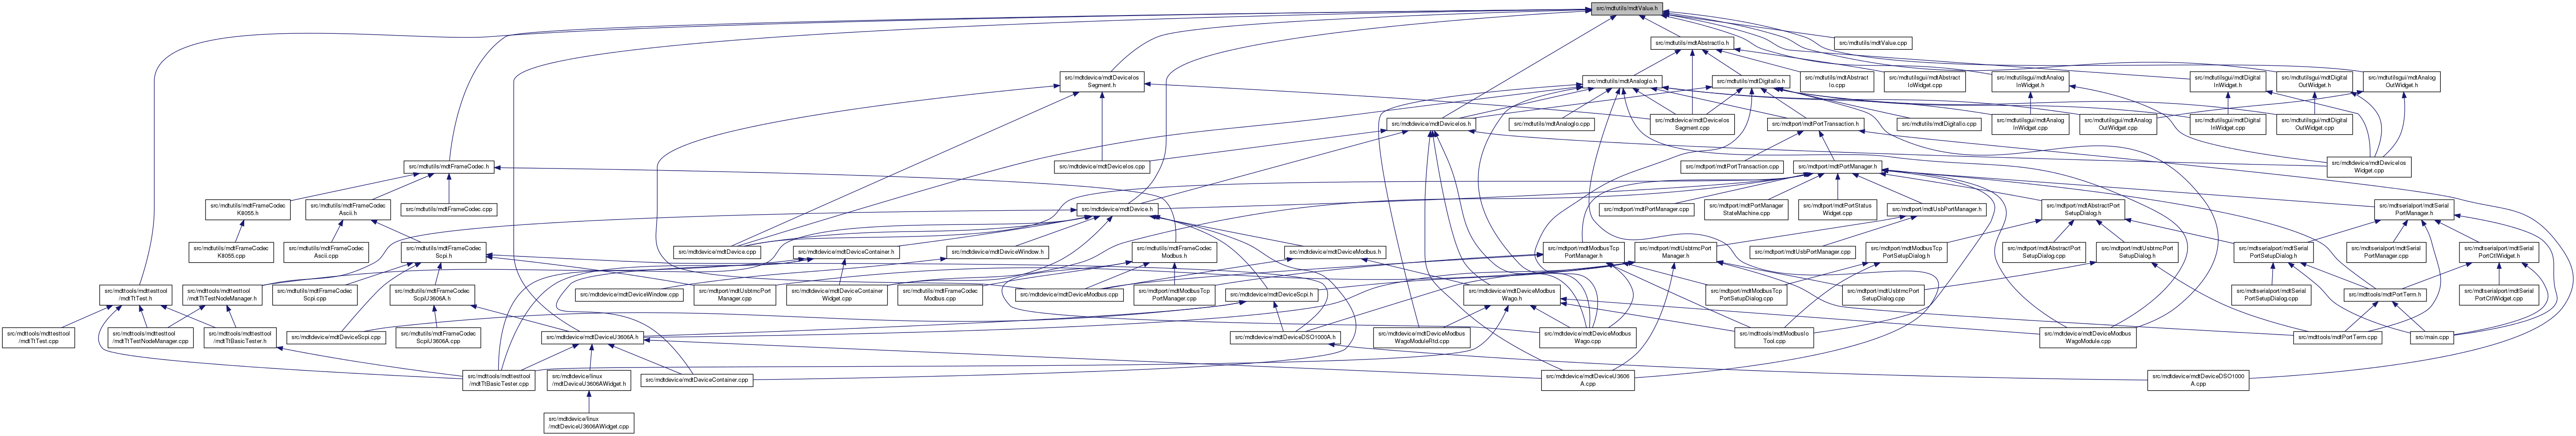 src/mdtutils/mdtValue.h
src/mdtutils/mdtAbstractIo.h
src/mdtutils/mdtValue.cpp
src/mdtdevice/mdtDeviceIos
Segment.h
src/mdtutils/mdtAnalogIo.h
src/mdtutils/mdtDigitalIo.h
src/mdtutils/mdtAbstract
Io.cpp
src/mdtutilsgui/mdtAbstract
IoWidget.cpp
src/mdtutilsgui/mdtAnalog
InWidget.h
src/mdtutilsgui/mdtDigital
InWidget.h
src/mdtutilsgui/mdtDigital
OutWidget.h
src/mdtutilsgui/mdtAnalog
OutWidget.h
src/mdtdevice/mdtDeviceIos.h
src/mdtutils/mdtAnalogIo.cpp
src/mdtdevice/mdtDeviceIos
Segment.cpp
src/mdtport/mdtPortTransaction.h
src/mdtutils/mdtDigitalIo.cpp
src/mdtutilsgui/mdtAnalog
InWidget.cpp
src/mdtutilsgui/mdtAnalog
OutWidget.cpp
src/mdtutilsgui/mdtDigital
InWidget.cpp
src/mdtutilsgui/mdtDigital
OutWidget.cpp
src/mdtutils/mdtFrameCodec.h
src/mdtdevice/mdtDeviceIos.cpp
src/mdtport/mdtPortTransaction.cpp
src/mdtport/mdtPortManager.h
src/mdtdevice/mdtDeviceIos
Widget.cpp
src/mdtutils/mdtFrameCodec
K8055.h
src/mdtutils/mdtFrameCodec
Ascii.h
src/mdtutils/mdtFrameCodec.cpp
src/mdtdevice/mdtDevice.h
src/mdtport/mdtPortManager.cpp
src/mdtport/mdtPortManager
StateMachine.cpp
src/mdtport/mdtPortStatus
Widget.cpp
src/mdtport/mdtUsbPortManager.h
src/mdtport/mdtAbstractPort
SetupDialog.h
src/mdtserialport/mdtSerial
PortManager.h
src/mdtutils/mdtFrameCodec
K8055.cpp
src/mdtutils/mdtFrameCodec
Ascii.cpp
src/mdtutils/mdtFrameCodec
Scpi.h
src/mdtdevice/mdtDevice.cpp
src/mdtdevice/mdtDeviceContainer.h
src/mdtdevice/mdtDeviceWindow.h
src/mdtutils/mdtFrameCodec
Modbus.h
src/mdtdevice/mdtDeviceModbus.h
src/mdtport/mdtModbusTcp
PortManager.h
src/mdtport/mdtUsbtmcPort
Manager.h
src/mdtport/mdtUsbPortManager.cpp
src/mdtport/mdtModbusTcp
PortSetupDialog.h
src/mdtport/mdtAbstractPort
SetupDialog.cpp
src/mdtport/mdtUsbtmcPort
SetupDialog.h
src/mdtserialport/mdtSerial
PortSetupDialog.h
src/mdtserialport/mdtSerial
PortManager.cpp
src/mdtserialport/mdtSerial
PortCtlWidget.h
src/mdttools/mdttesttool
/mdtTtTest.h
src/mdttools/mdttesttool
/mdtTtTestNodeManager.h
src/mdtutils/mdtFrameCodec
Scpi.cpp
src/mdtutils/mdtFrameCodec
ScpiU3606A.h
src/mdtdevice/mdtDeviceWindow.cpp
src/mdtport/mdtUsbtmcPort
Manager.cpp
src/mdtdevice/mdtDeviceContainer
Widget.cpp
src/mdtutils/mdtFrameCodec
Modbus.cpp
src/mdtdevice/mdtDeviceModbus.cpp
src/mdtport/mdtModbusTcp
PortManager.cpp
src/mdtdevice/mdtDeviceScpi.h
src/mdtdevice/mdtDeviceModbus
Wago.h
src/mdtport/mdtModbusTcp
PortSetupDialog.cpp
src/mdtport/mdtUsbtmcPort
SetupDialog.cpp
src/mdtserialport/mdtSerial
PortSetupDialog.cpp
src/mdttools/mdtPortTerm.h
src/mdtserialport/mdtSerial
PortCtlWidget.cpp
src/mdttools/mdttesttool
/mdtTtTest.cpp
src/mdttools/mdttesttool
/mdtTtTestNodeManager.cpp
src/mdttools/mdttesttool
/mdtTtBasicTester.h
src/mdtdevice/mdtDeviceScpi.cpp
src/mdtutils/mdtFrameCodec
ScpiU3606A.cpp
src/mdtdevice/mdtDeviceU3606A.h
src/mdtdevice/mdtDeviceDSO1000A.h
src/mdtdevice/mdtDeviceModbus
WagoModuleRtd.cpp
src/mdtdevice/mdtDeviceModbus
Wago.cpp
src/mdttools/mdtModbusIo
Tool.cpp
src/mdtdevice/mdtDeviceModbus
WagoModule.cpp
src/mdttools/mdtPortTerm.cpp
src/main.cpp
src/mdttools/mdttesttool
/mdtTtBasicTester.cpp
src/mdtdevice/linux
/mdtDeviceU3606AWidget.h
src/mdtdevice/mdtDeviceContainer.cpp
src/mdtdevice/mdtDeviceU3606
A.cpp
src/mdtdevice/mdtDeviceDSO1000
A.cpp
src/mdtdevice/linux
/mdtDeviceU3606AWidget.cpp